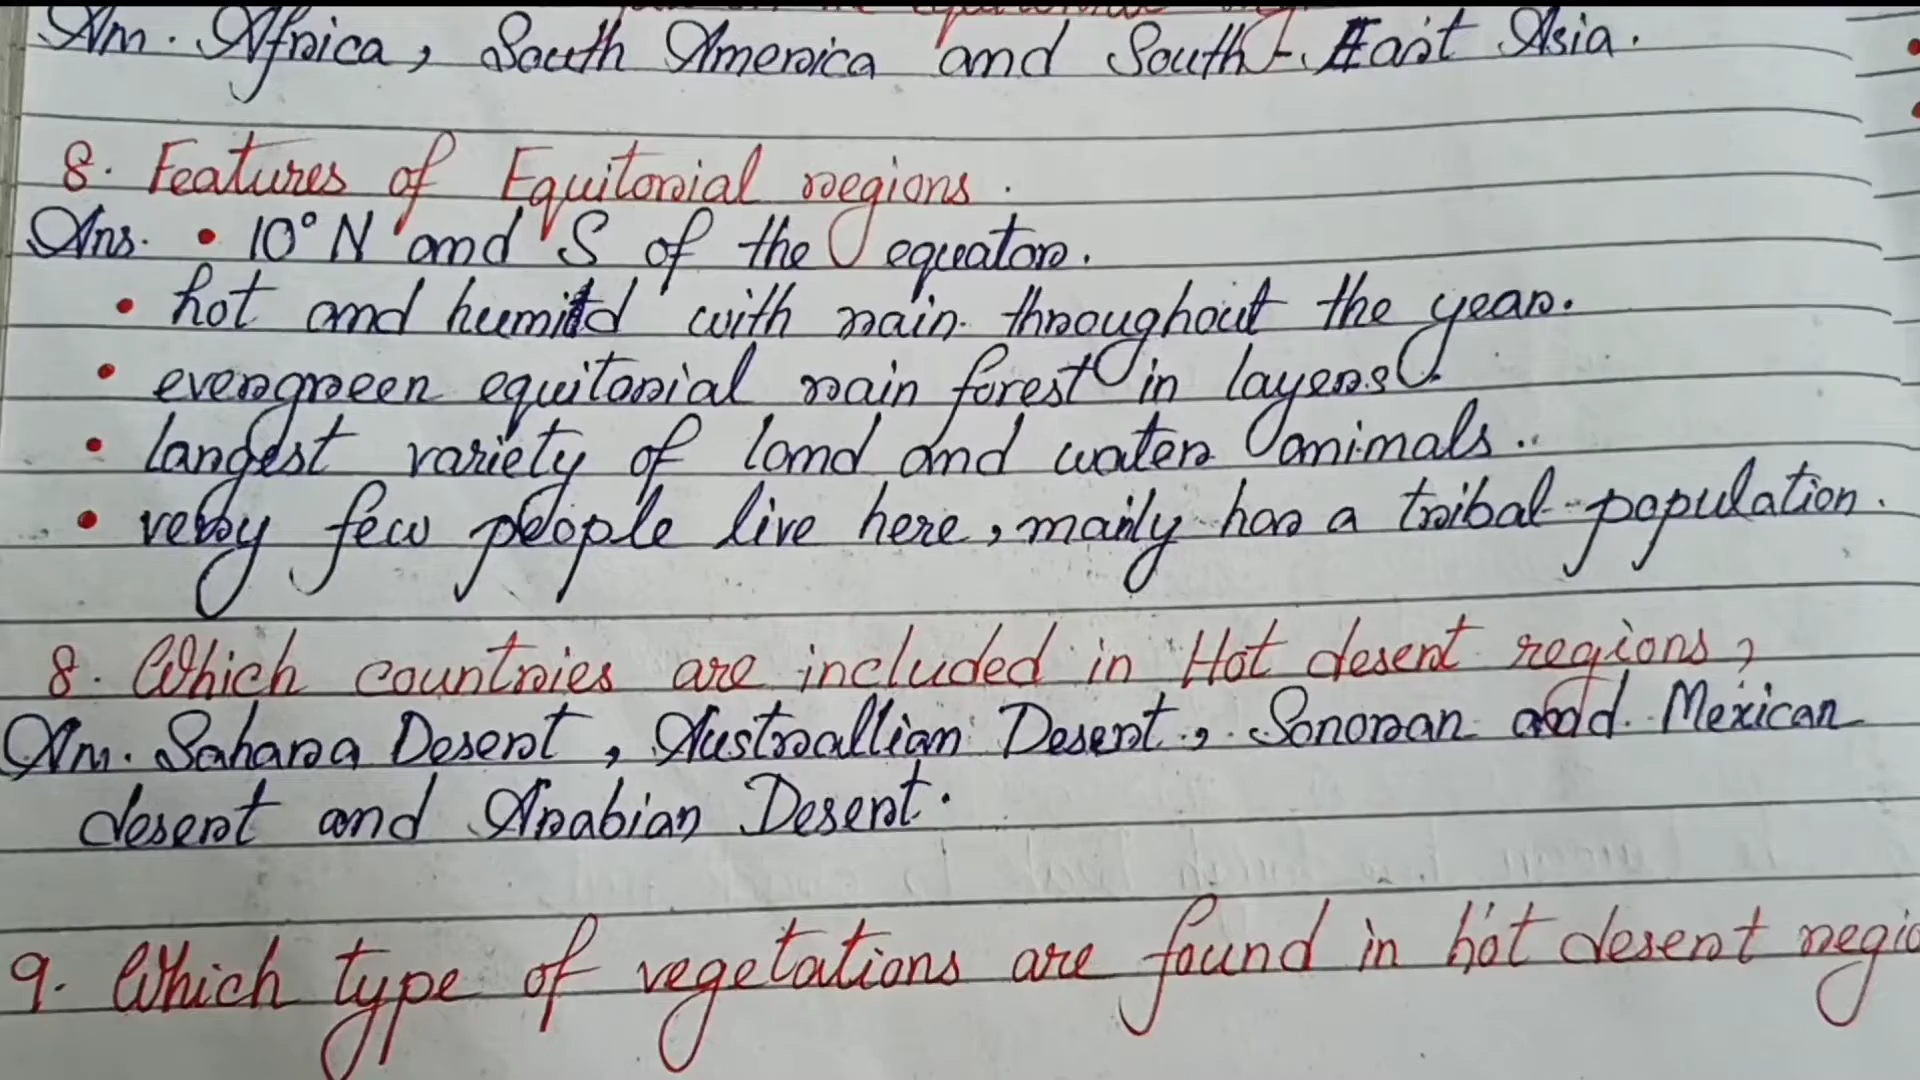 Ans. Africa, South America and South-East Asia.
8. Features of Equitorial regions.
Ans. • 10° N and S of the equator.
• hot and humid with rain throughout the year.
• evergreen equitorial rain forest in layers.
• largest variety of land and water animals..
• very few people live here, mainly has a tribal population.
8. Which countries are included in Hot desert regions?
Ans. Sahara Desert, Australlian Desert, Sonoran and Mexican
desert and Arabian Desert.
9. Which type of vegetations are found in hot desert regio